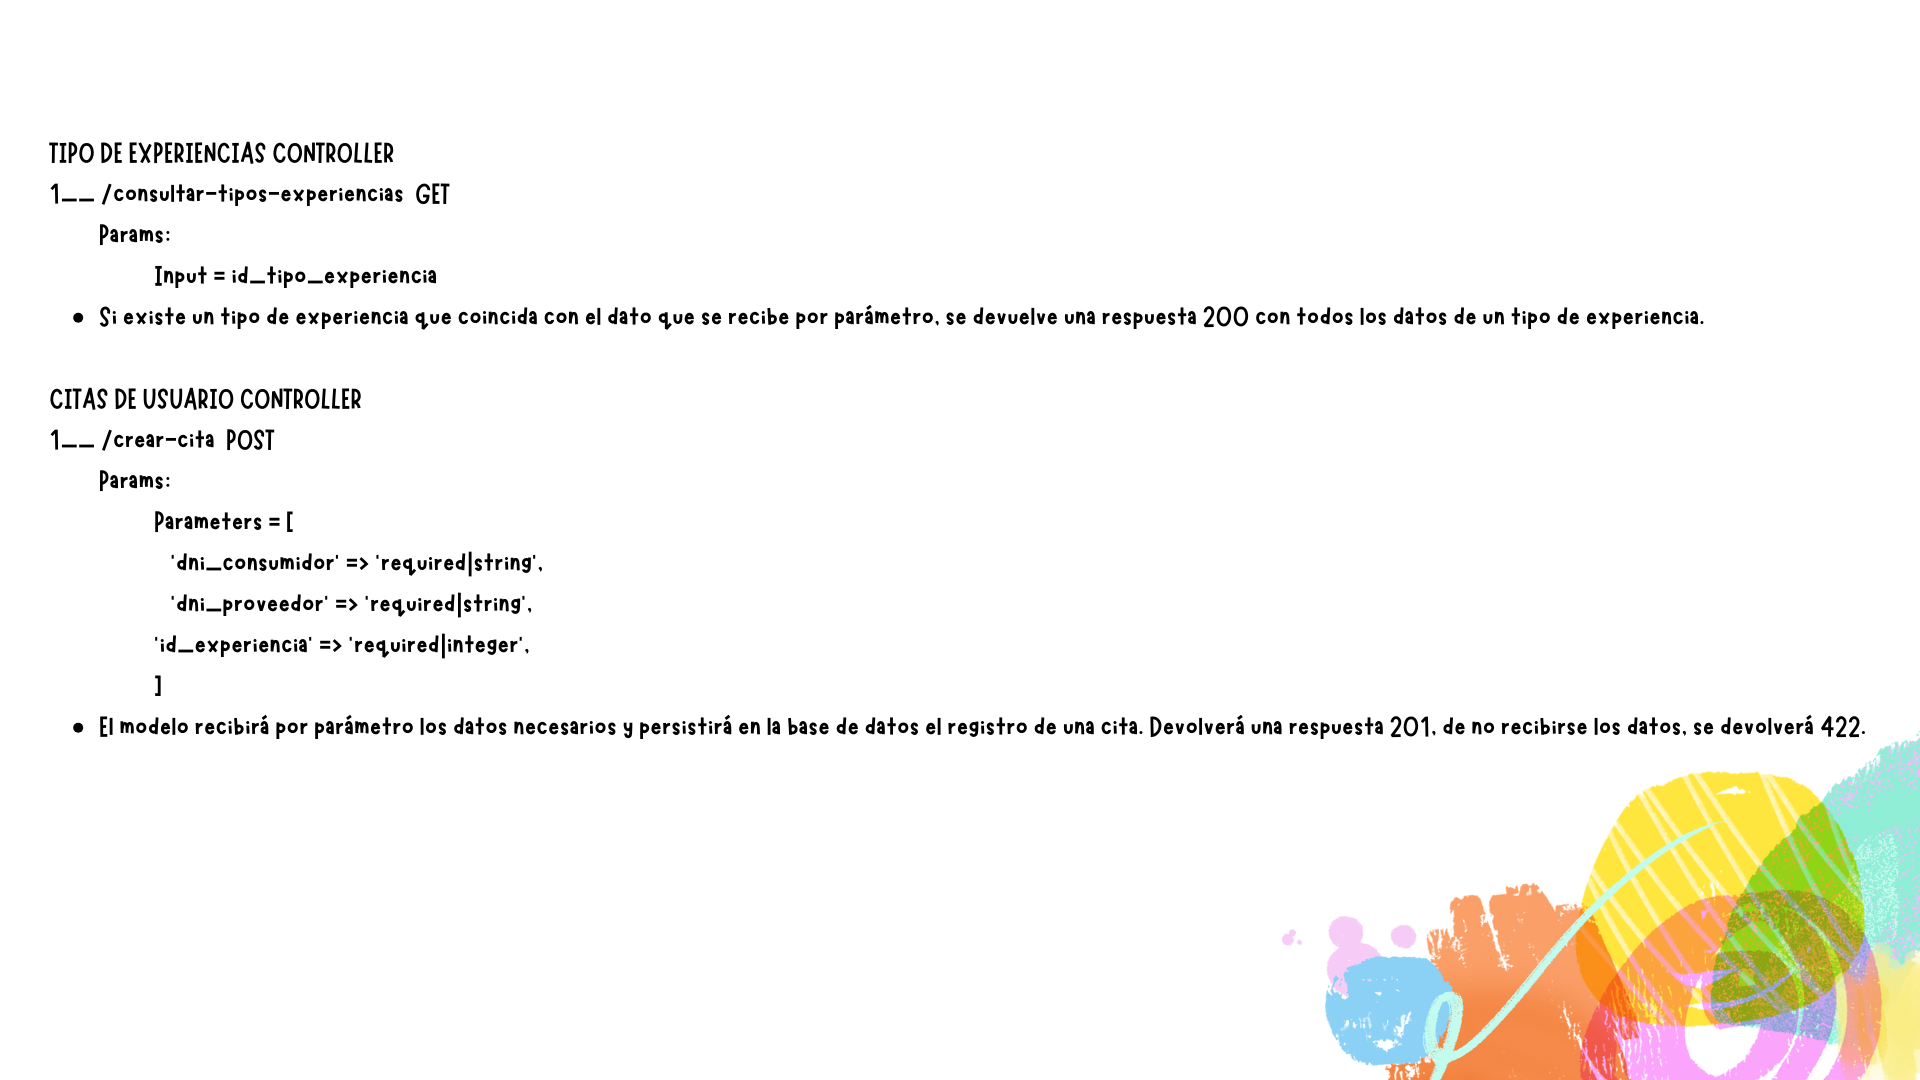 TIPO DE EXPERIENCIAS CONTROLLER
1__ /consultar-tipos-experiencias GET
Params:
Input = id_tipo_experiencia
• Si existe un tipo de experiencia que coincida con el dato que se recibe por parámetro, se devuelve una respuesta 200 con todos los datos de un tipo de experiencia.
CITAS DE USUARIO CONTROLLER
1__ /crear-cita POST
Params:
Parameters = [
'dni_consumidor' => 'required|string',
'dni_proveedor' => 'required|string',
'id_experiencia' => 'required|integer',
]
• El modelo recibirá por parámetro los datos necesarios y persistirá en la base de datos el registro de una cita. Devolverá una respuesta 201, de no recibirse los datos, se devolverá 422.